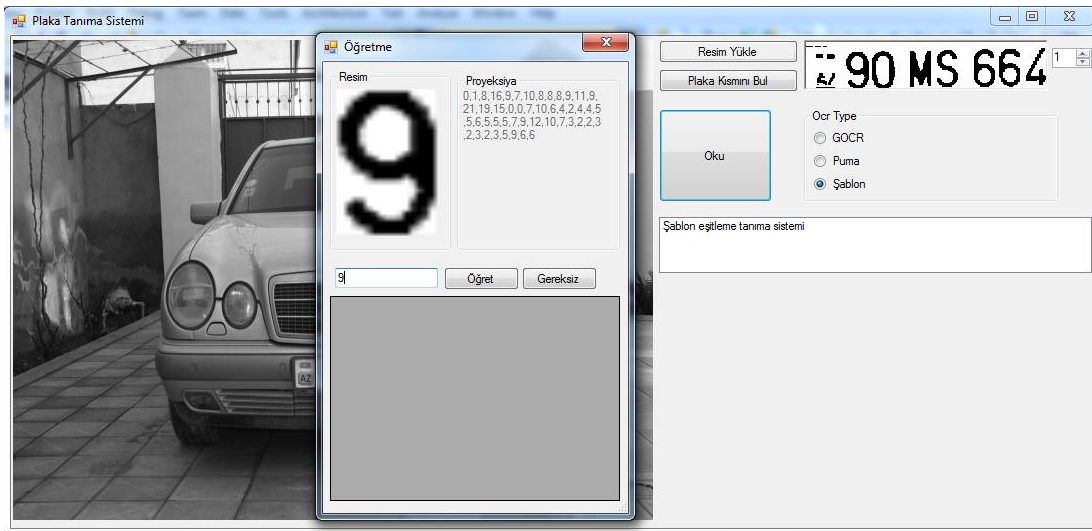 Plaka Tanıma Sistemi
Öğretme
Resim
9
Proyeksiya
0,1,8,16,9,7,10,8,8,8,9,11,9,
21,19,15,0,0,7,10,6,4,2,4,4,5
,5,6,5,5,5,7,9,12,10,7,3,2,2,3
,2,3,2,3,5,9,6,6
9
Öğret
Gereksiz
AZ
Resim Yükle
Plaka Kısmını Bul
90 MS 664
1
Oku
Ocr Type
GOCR
Puma
Şablon
Şablon eşitleme tanıma sistemi